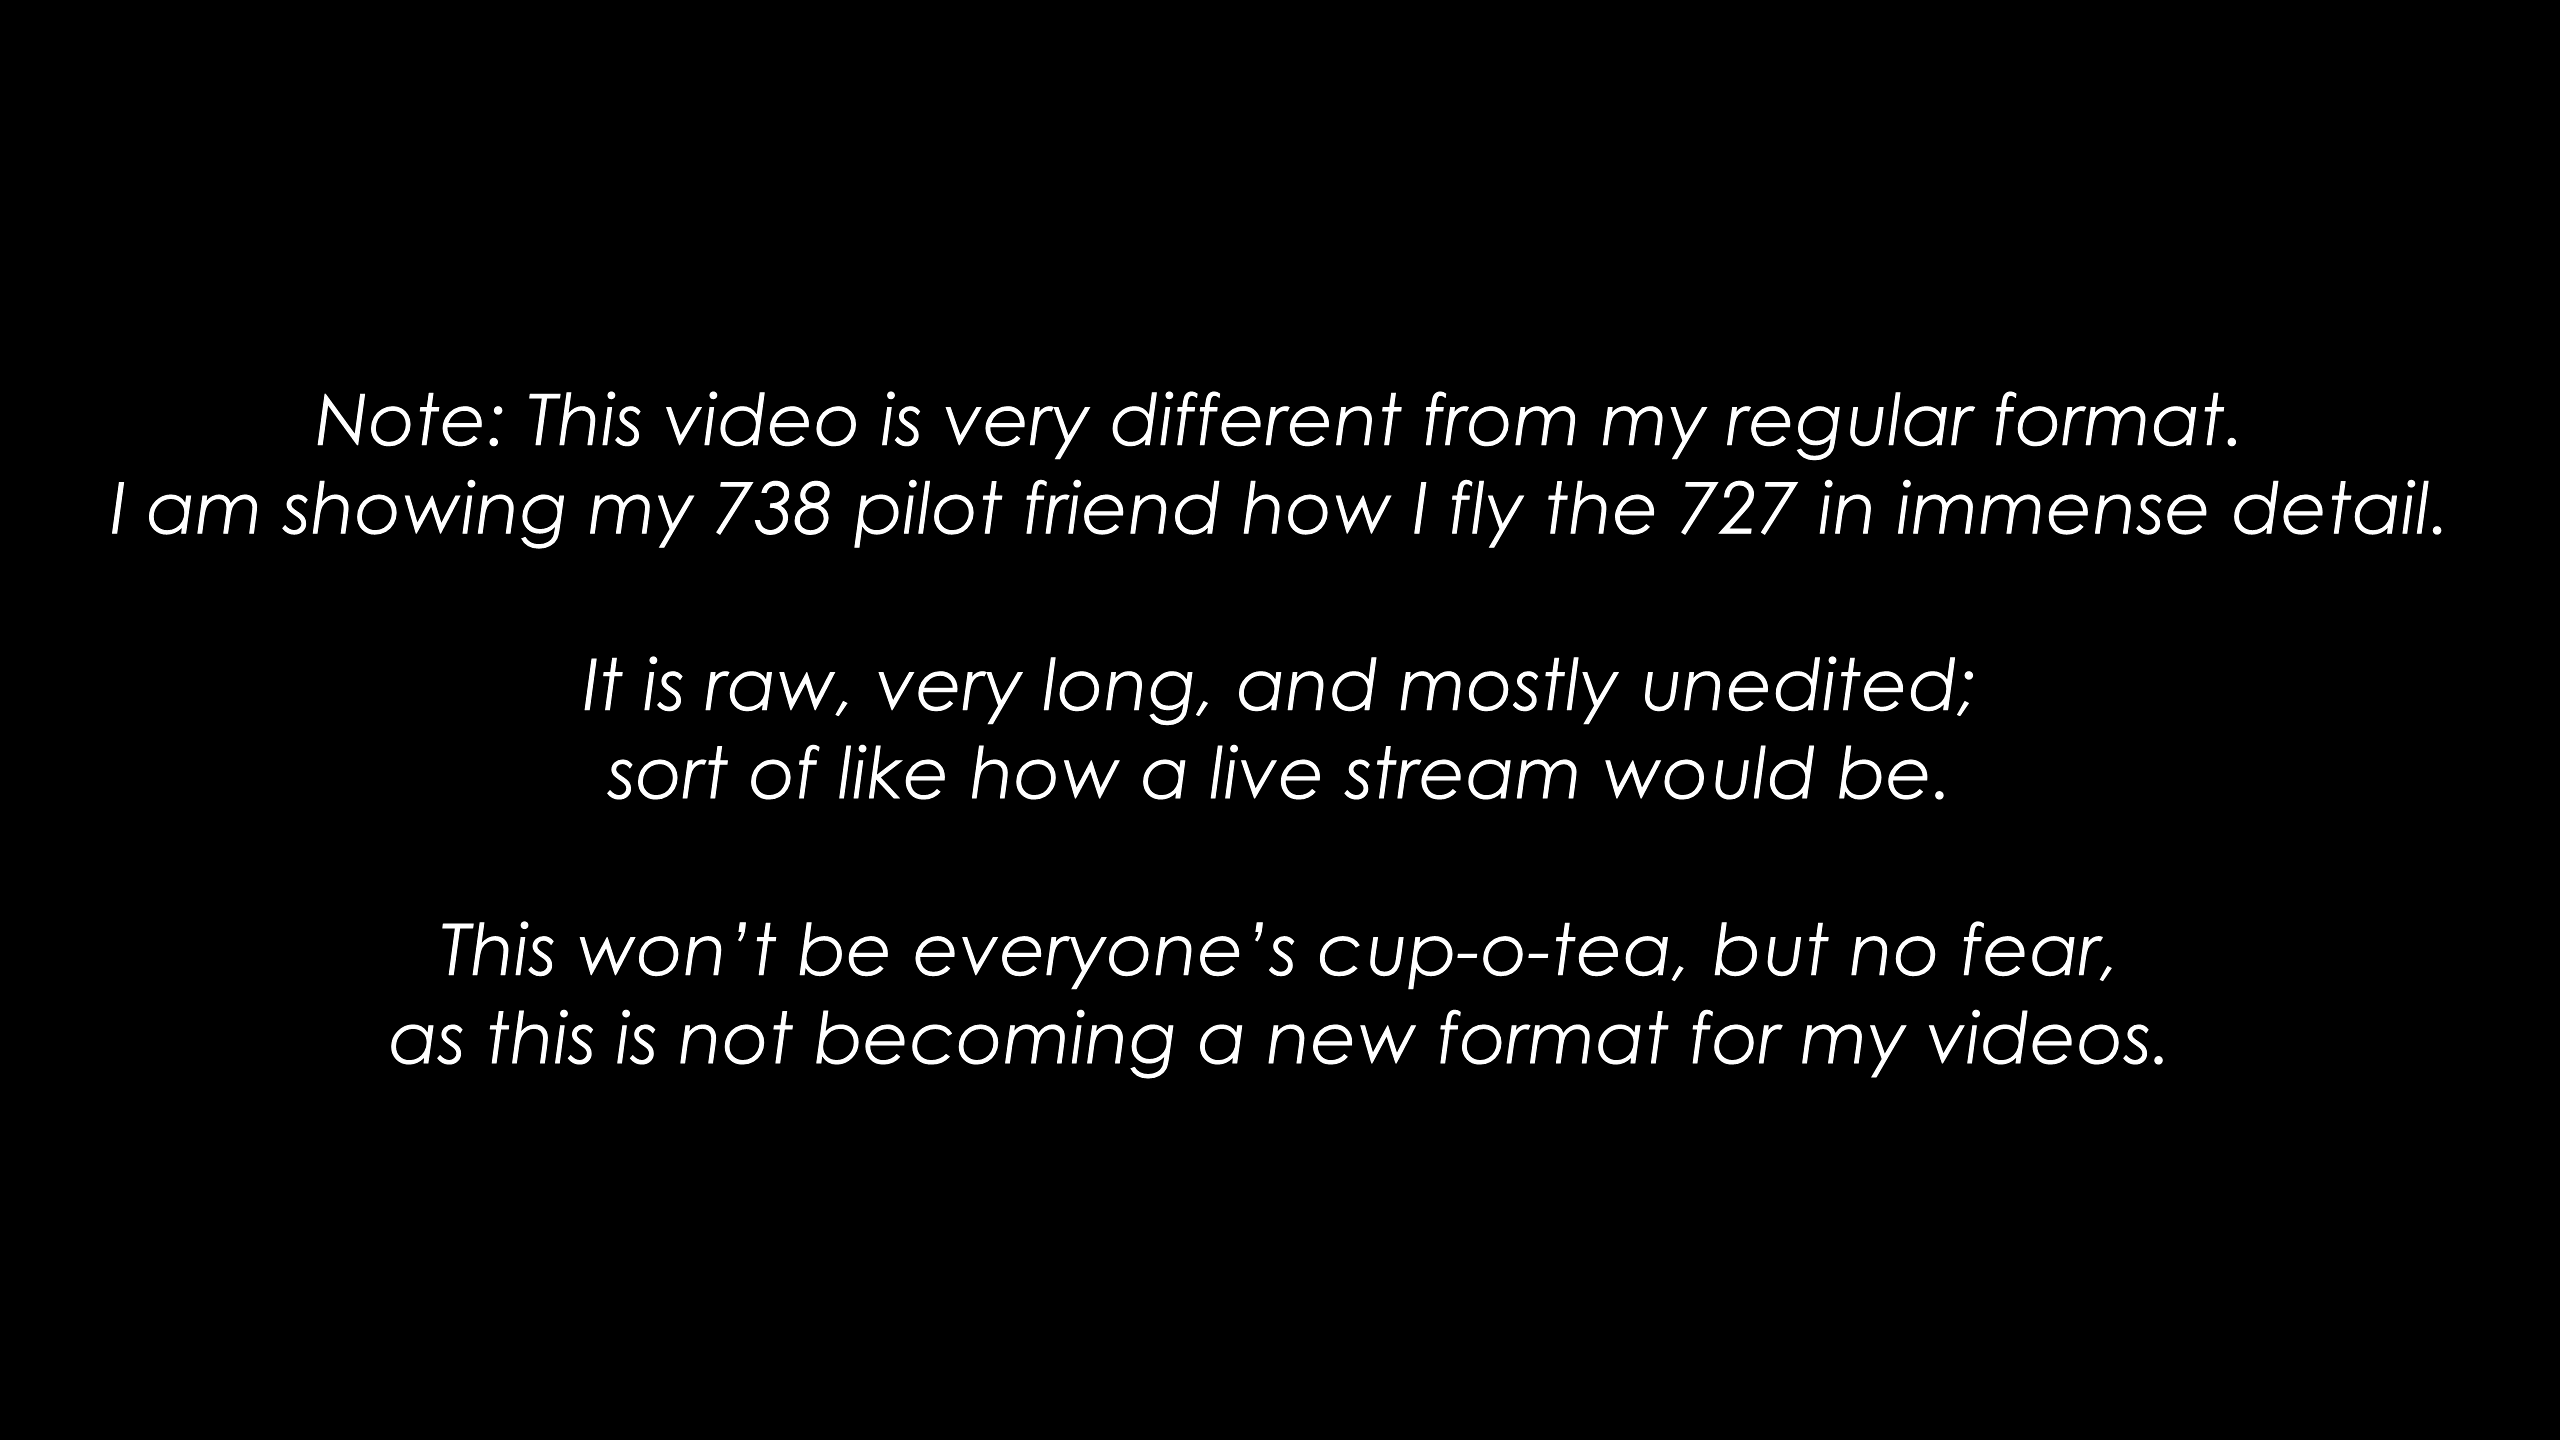 Note: This video is very different from my regular format.
I am showing my 738 pilot friend how I fly the 727 in immense detail.
It is raw, very long, and mostly unedited;
sort of like how a live stream would be.
This won’t be everyone’s cup-o-tea, but no fear,
as this is not becoming a new format for my videos.